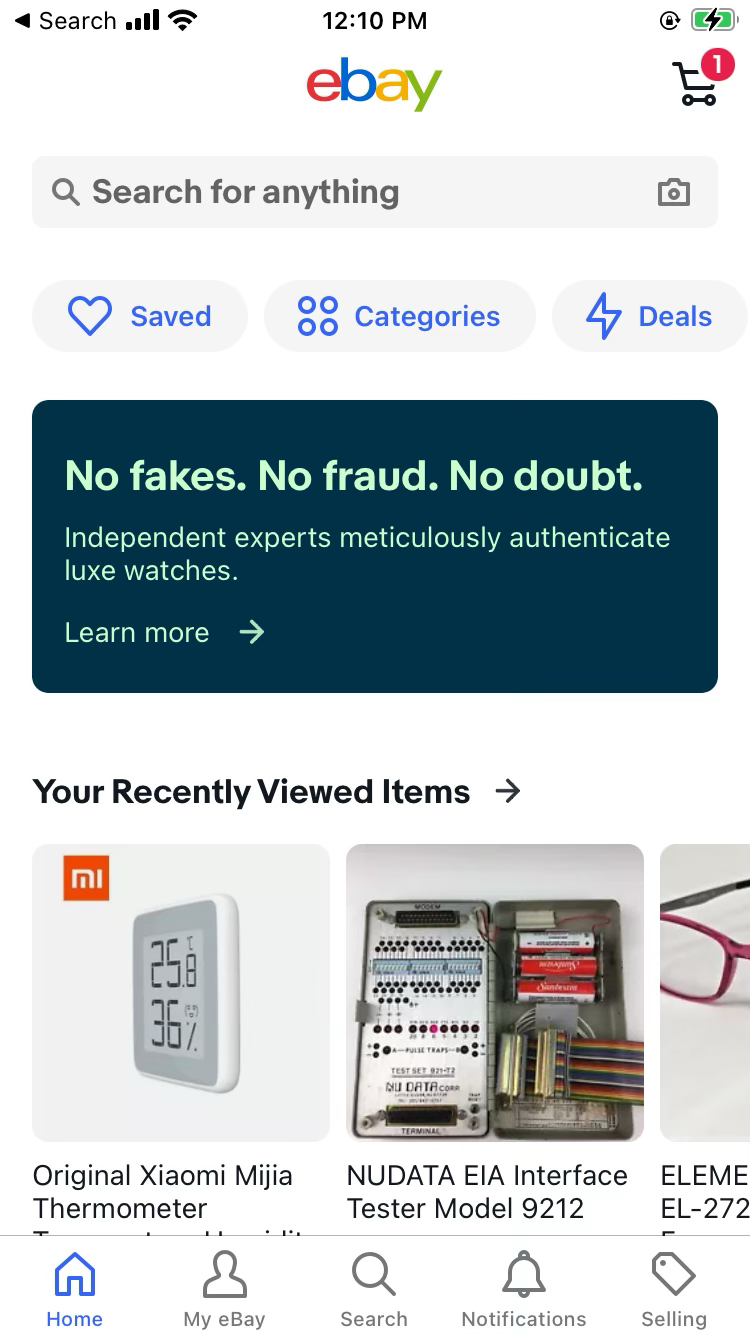 Search
12:10 PM
ebay
1
Search for anything
Saved
Categories
Deals
No fakes. No fraud. No doubt.
Independent experts meticulously authenticate
luxe watches.
Learn more
Your Recently Viewed Items
mi
25.8 ℃
36 %
MODEM
Sunbeam
Sunbeam
A—PULSE TRAPS—B
TEST SET 921-T2
NU DATA CORP.
TERMINAL
Original Xiaomi Mijia
Thermometer
NUDATA EIA Interface
Tester Model 9212
ELEME
EL-272
Home
My eBay
Search
Notifications
Selling